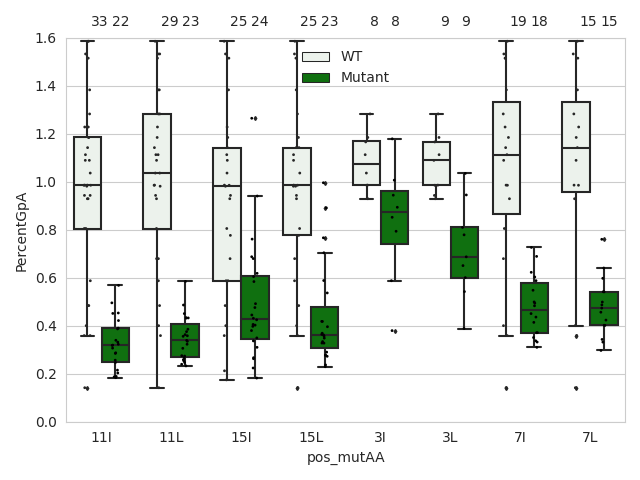 33 22 29 23 25 24 25 23 8 8 9 9 19 18 15 15
WT
Mutant
1.6
1.4
1.2
1.0
0.8
0.6
0.4
0.2
0.0
PercentGpA
11I 11L 15I 15L 3I 3L 7I 7L
pos_mutAA